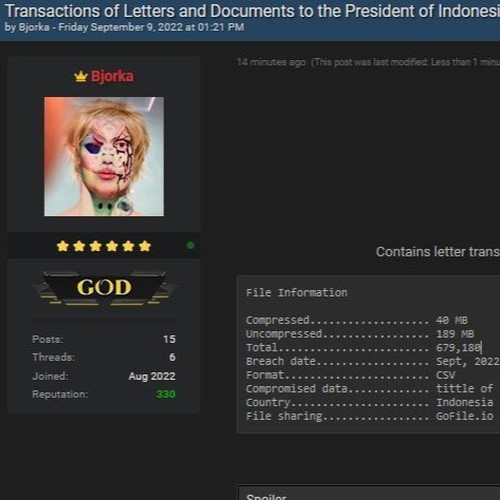 Transactions of Letters and Documents to the President of Indonesi
by Bjorka - Friday September 9, 2022 at 01:21 PM
14 minutes ago (This post was last modified: Less than 1 minu
Bjorka
Contains letter trans
GOD
Posts: 15
Threads: 6
Joined: Aug 2022
Reputation: 330
File Information
Compressed................... 40 MB
Uncompressed................. 189 MB
Total........................ 679,180
Breach date.................. Sept, 2022
Format....................... CSV
Compromised data............. tittle of
Country...................... Indonesia
File sharing................. GoFile.io
Spoiler